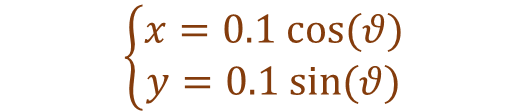 x = 0.1 cos(ϑ)
y = 0.1 sin(ϑ)